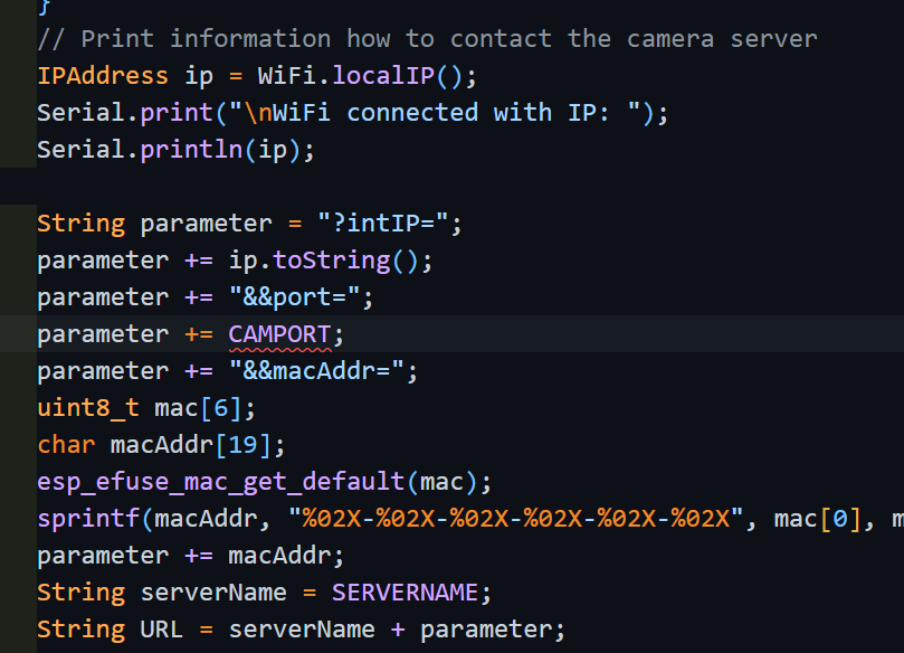 }
// Print information how to contact the camera server
IPAddress ip = WiFi.localIP();
Serial.print("\nWiFi connected with IP: ");
Serial.println(ip);
String parameter = "?intIP=";
parameter += ip.toString();
parameter += "&&port=";
parameter += CAMPORT;
parameter += "&&macAddr=";
uint8_t mac[6];
char macAddr[19];
esp_efuse_mac_get_default(mac);
sprintf(macAddr, "%02X-%02X-%02X-%02X-%02X-%02X", mac[0], m
parameter += macAddr;
String serverName = SERVERNAME;
String URL = serverName + parameter;